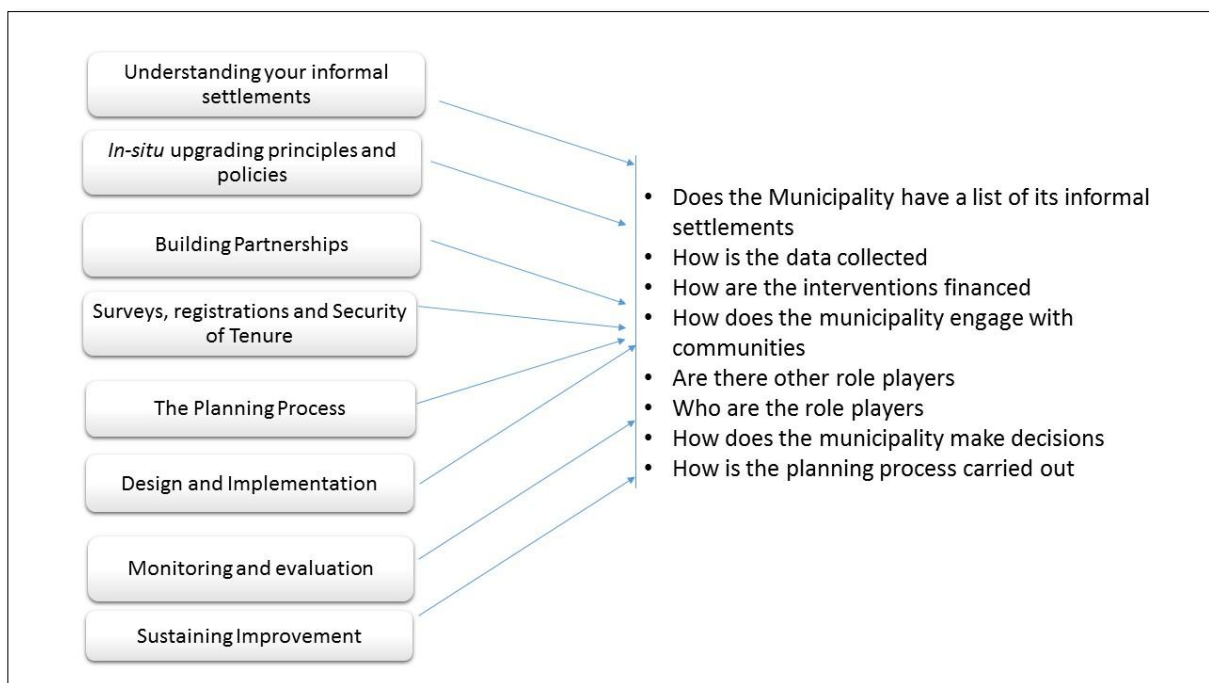 Understanding your informal
settlements
In-situ upgrading principles and
policies
Building Partnerships
Surveys, registrations and Security
of Tenure
The Planning Process
Design and Implementation
Monitoring and evaluation
Sustaining Improvement
• Does the Municipality have a list of its informal
settlements
• How is the data collected
• How are the interventions financed
• How does the municipality engage with
communities
• Are there other role players
• Who are the role players
• How does the municipality make decisions
• How is the planning process carried out